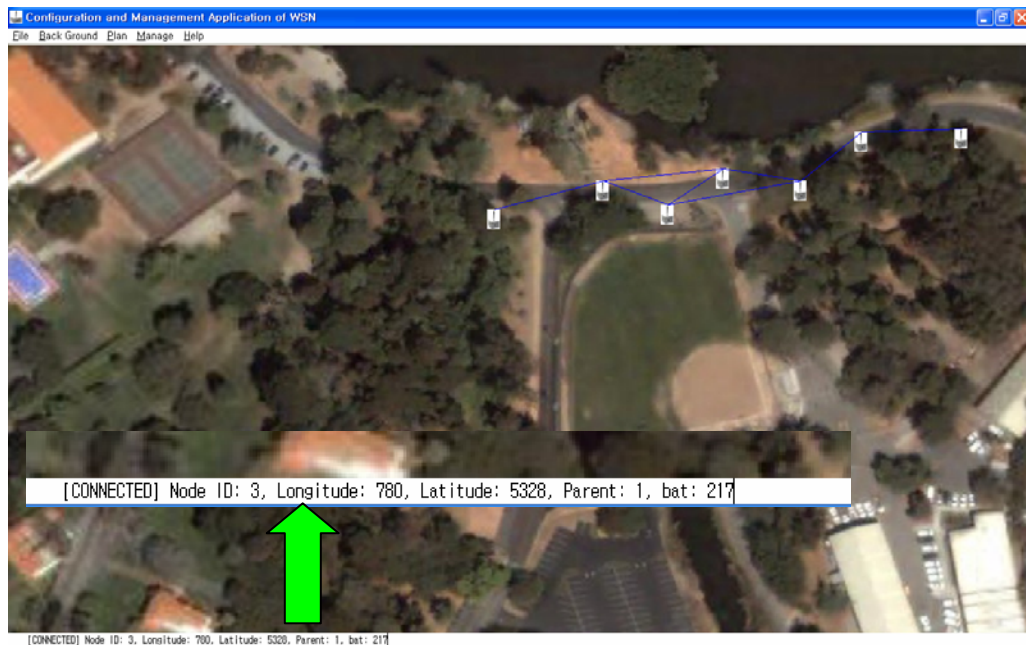 Configuration and Management Application of WSN
File Back Ground Plan Manage Help
[CONNECTED] Node ID: 3, Longitude: 780, Latitude: 5328, Parent: 1, bat: 217
[CONNECTED] Node ID: 3, Longitude: 780, Latitude: 5328, Parent: 1, bat: 217